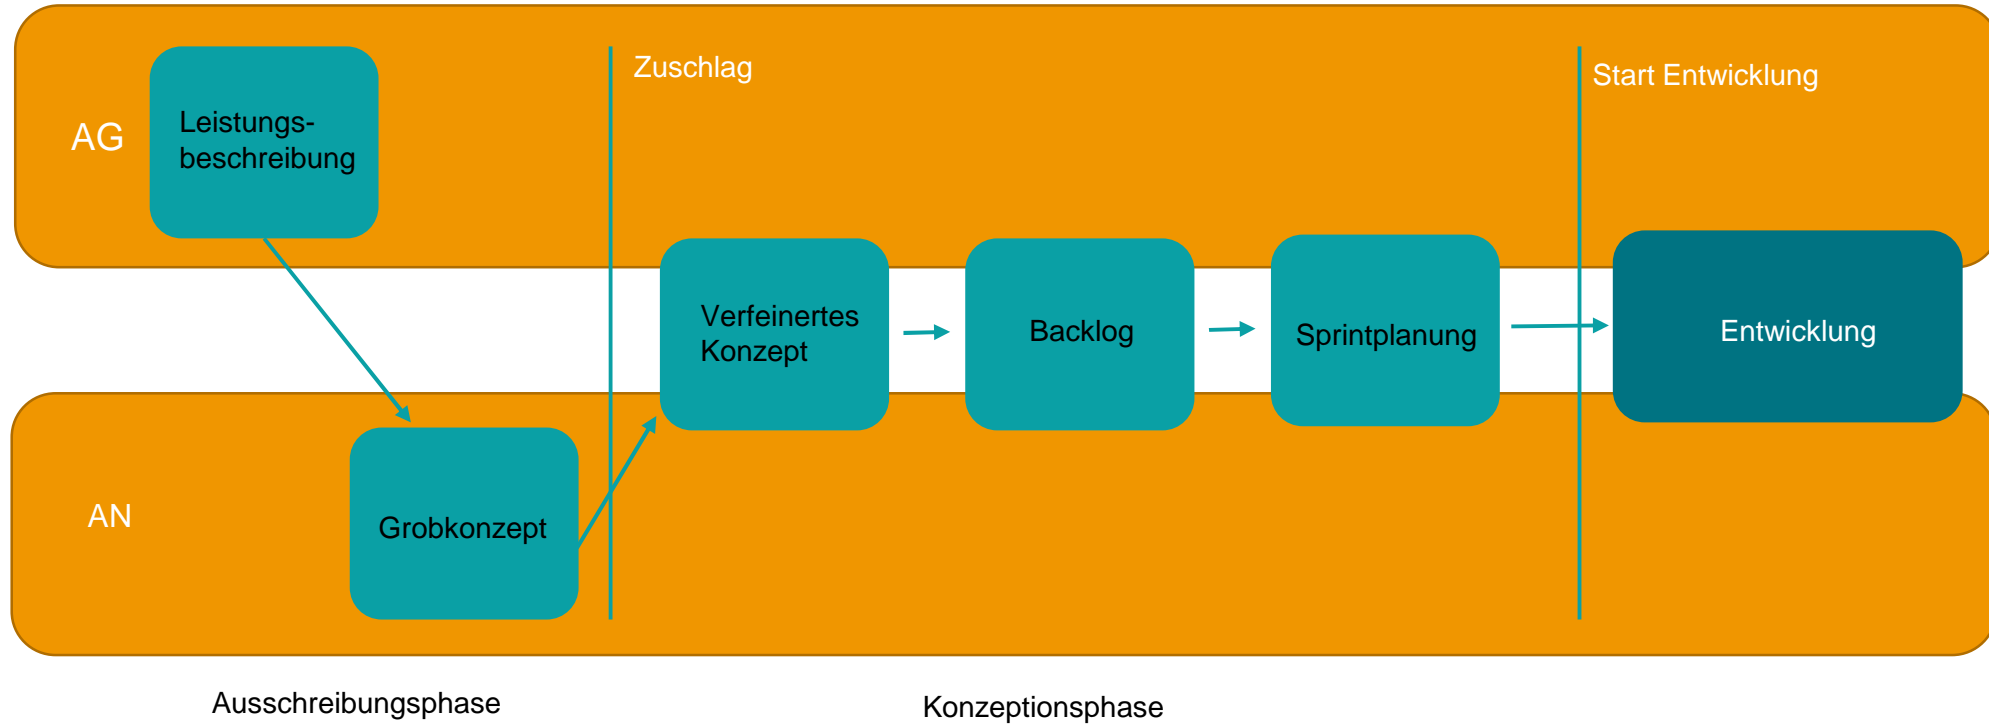 Zuschlag
Start Entwicklung
AG
Leistungs-
beschreibung
Verfeinertes
Konzept
Backlog
Sprintplanung
Entwicklung
AN
Grobkonzept
Ausschreibungsphase
Konzeptionsphase